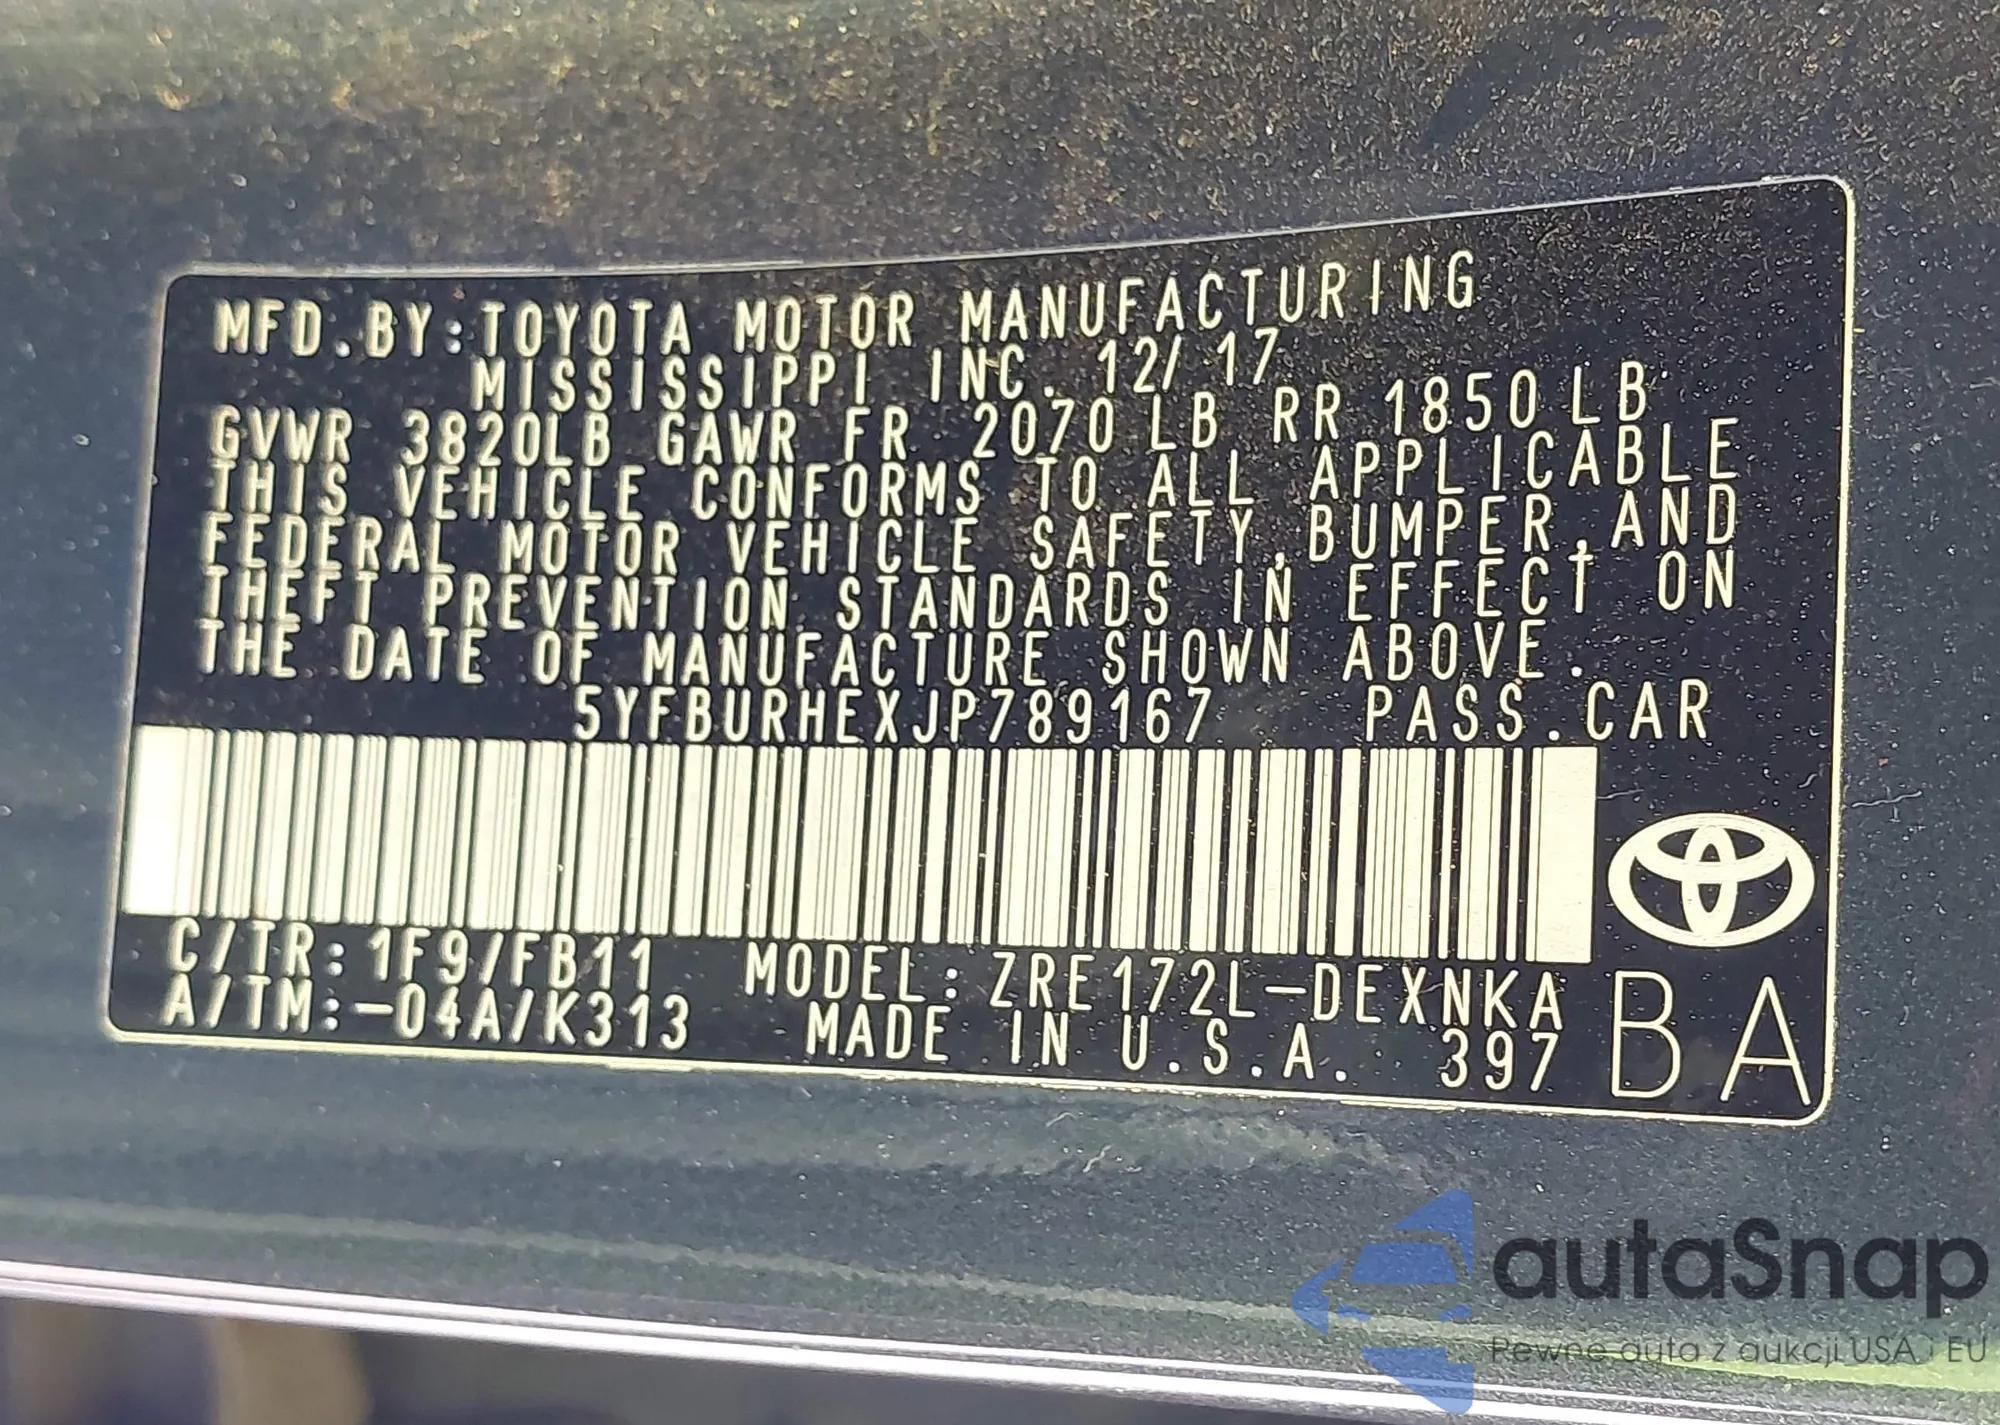 MFD.BY:TOYOTA MOTOR MANUFACTURING
MISSISSIPPI INC. 12/17
GVWR 3820LB GAWR FR 2070LB RR 1850LB
THIS VEHICLE CONFORMS TO ALL APPLICABLE
FEDERAL MOTOR VEHICLE SAFETY,BUMPER,AND
THEFT PREVENTION STANDARDS IN EFFECT ON
THE DATE OF MANUFACTURE SHOWN ABOVE.
5YFBURHEXJP789167 PASS.CAR
C/TR:1F9/FB11 MODEL:ZRE172L-DEXNKA
A/TM:-04A/K313 MADE IN U.S.A. 397
BA
autaSnap
Pewne auta z aukcji USA i EU